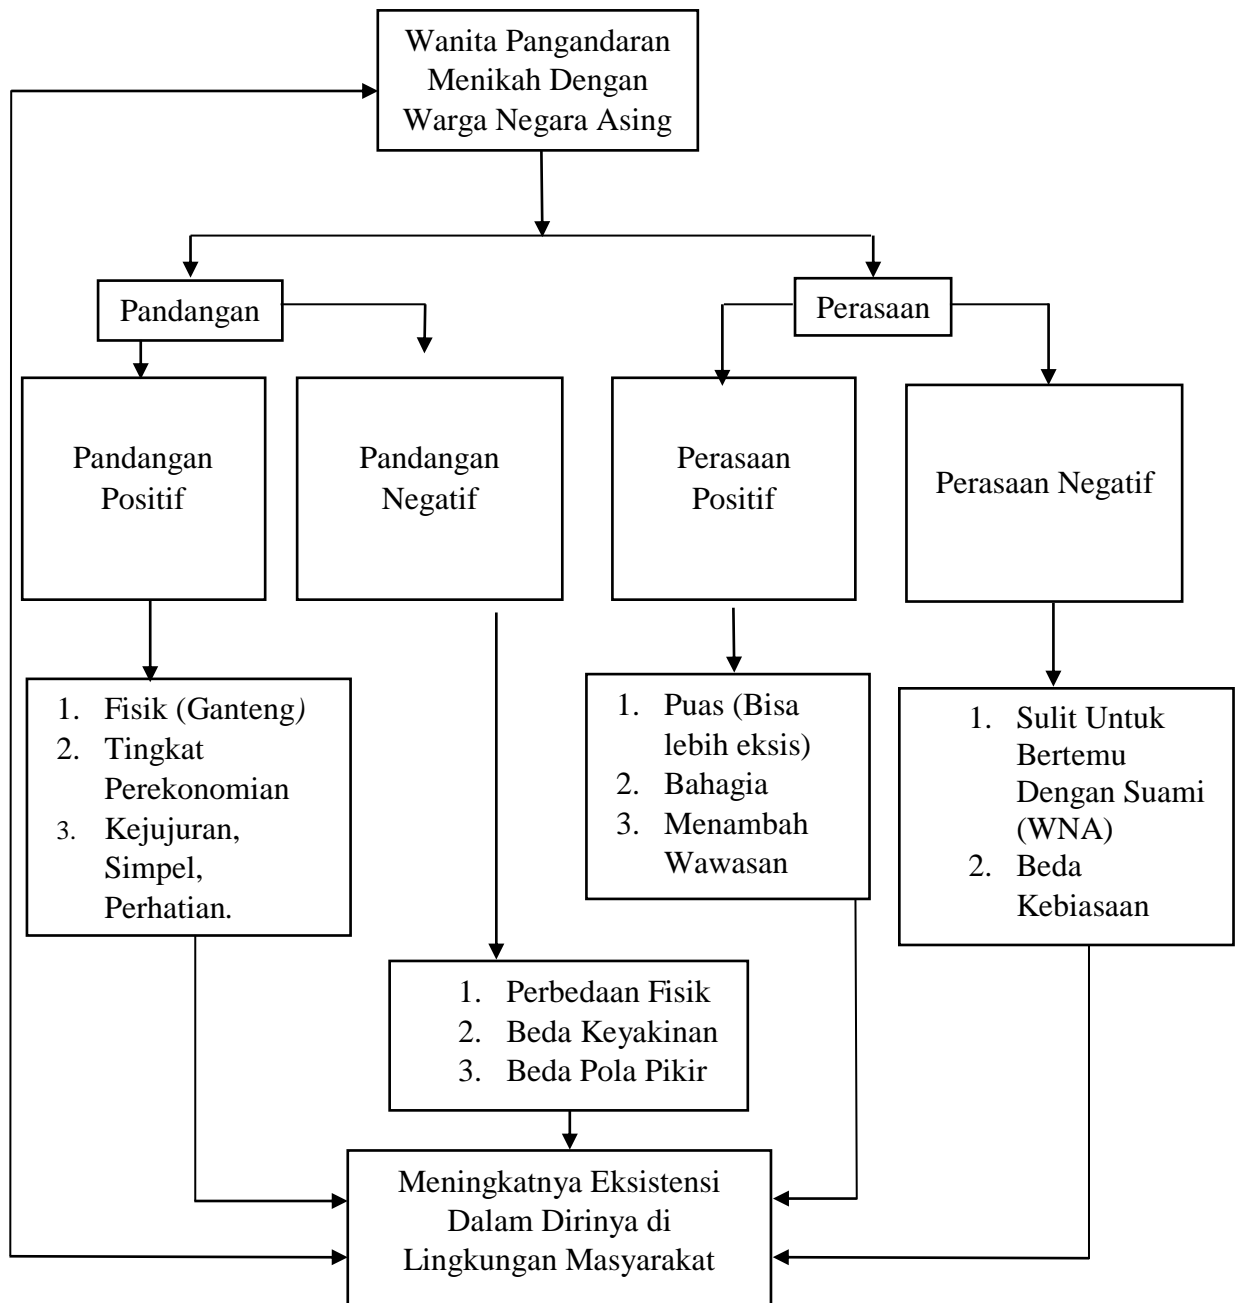 Wanita Pangandaran
Menikah Dengan
Warga Negara Asing
Pandangan
Perasaan
Pandangan
Positif
Pandangan
Negatif
Perasaan
Positif
Perasaan Negatif
1. Fisik (Ganteng)
2. Tingkat
Perekonomian
3. Kejujuran,
Simpel,
Perhatian.
1. Puas (Bisa
lebih eksis)
2. Bahagia
3. Menambah
Wawasan
1. Sulit Untuk
Bertemu
Dengan Suami
(WNA)
2. Beda
Kebiasaan
1. Perbedaan Fisik
2. Beda Keyakinan
3. Beda Pola Pikir
Meningkatnya Eksistensi
Dalam Dirinya di
Lingkungan Masyarakat